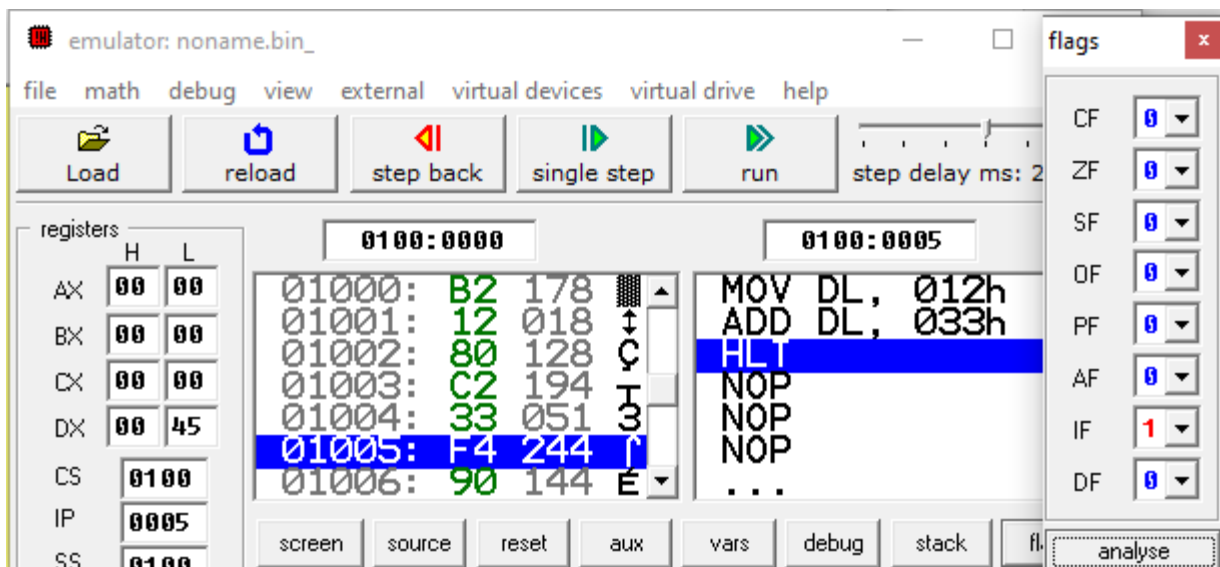 emulator: noname.bin_
flags x
file math debug view external virtual devices virtual drive help
Load reload step back single step run step delay ms: 2
registers
H L
AX 00 00
BX 00 00
CX 00 00
DX 00 45
CS 0100
IP 0005
SS 0100
0100:0000
01000: B2 178 ▓
01001: 12 018 ↕
01002: 80 128 Ç
01003: C2 194 ┬
01004: 33 051 3
01005: F4 244 ⌠
01006: 90 144 É
0100:0005
MOV DL, 012h
ADD DL, 033h
HLT
NOP
NOP
NOP
...
screen source reset aux vars debug stack fl
CF 0
ZF 0
SF 0
OF 0
PF 0
AF 0
IF 1
DF 0
analyse